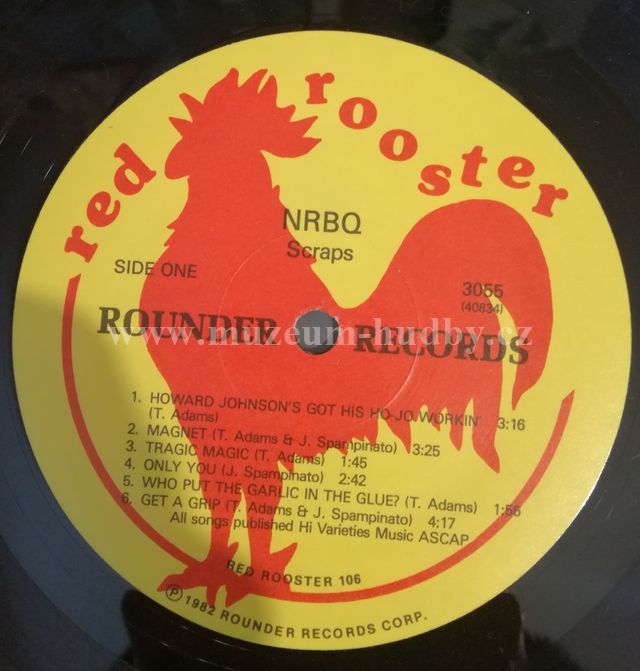 red rooster
NRBQ
Scraps
SIDE ONE
3055
(40834)
ROUNDER RECORDS
www.muzeum-hudby.cz
1. HOWARD JOHNSON'S GOT HIS HO-JO WORKIN' 3:16
(T. Adams)
2. MAGNET (T. Adams & J. Spampinato) 3:25
3. TRAGIC MAGIC (T. Adams) 1:45
4. ONLY YOU (J. Spampinato) 2:42
5. WHO PUT THE GARLIC IN THE GLUE? (T. Adams) 1:56
6. GET A GRIP (T. Adams & J. Spampinato) 4:17
All songs published Hi Varieties Music ASCAP
RED ROOSTER 106
℗ 1982 ROUNDER RECORDS CORP.